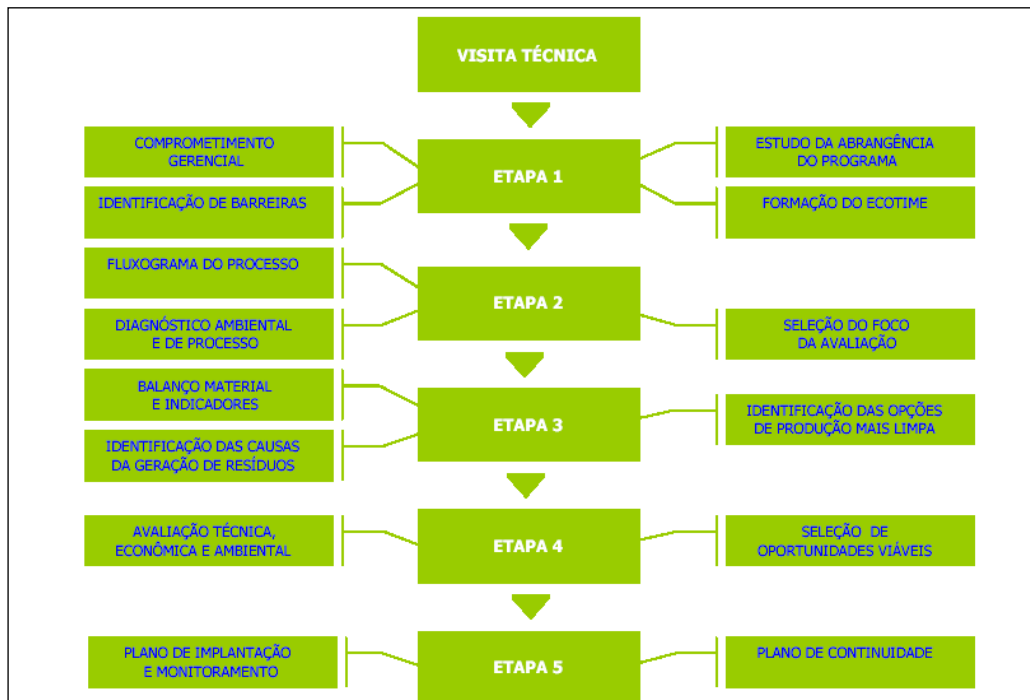 VISITA TÉCNICA
COMPROMETIMENTO
GERENCIAL
IDENTIFICAÇÃO DE BARREIRAS
ETAPA 1
ESTUDO DA ABRANGÊNCIA
DO PROGRAMA
FORMAÇÃO DO ECOTIME
FLUXOGRAMA DO PROCESSO
DIAGNÓSTICO AMBIENTAL
E DE PROCESSO
ETAPA 2
SELEÇÃO DO FOCO
DA AVALIAÇÃO
BALANÇO MATERIAL
E INDICADORES
IDENTIFICAÇÃO DAS CAUSAS
DA GERAÇÃO DE RESÍDUOS
ETAPA 3
IDENTIFICAÇÃO DAS OPÇÕES
DE PRODUÇÃO MAIS LIMPA
AVALIAÇÃO TÉCNICA,
ECONÔMICA E AMBIENTAL
ETAPA 4
SELEÇÃO DE
OPORTUNIDADES VIÁVEIS
PLANO DE IMPLANTAÇÃO
E MONITORAMENTO
ETAPA 5
PLANO DE CONTINUIDADE